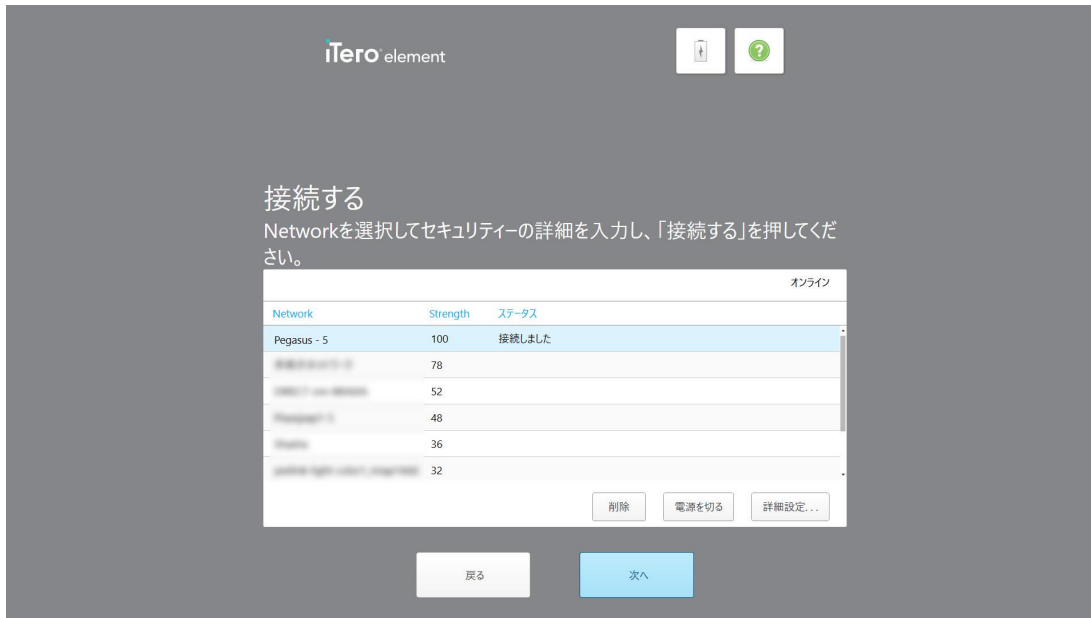 iTero element
接続する
Networkを選択してセキュリティーの詳細を入力し、「接続する」を押してくだ
さい。
オンライン
Network Strength ステータス
Pegasus - 5 100 接続しました
78
52
48
36
32
削除 電源を切る 詳細設定...
戻る 次へ